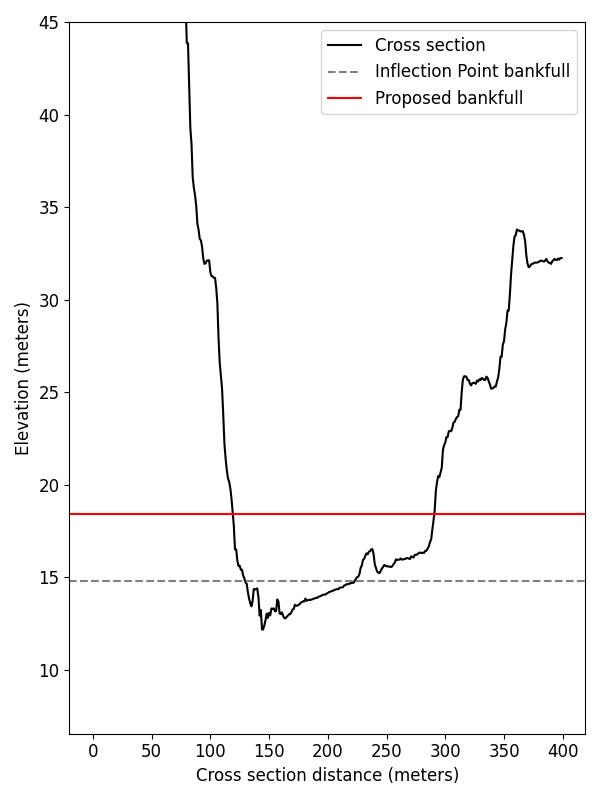 Cross section
Inflection Point bankfull
Proposed bankfull
45
40
35
30
25
20
15
10
Elevation (meters)
0 50 100 150 200 250 300 350 400
Cross section distance (meters)